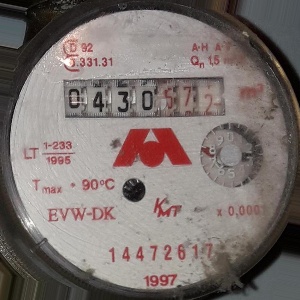 D 92
6.331.31
A·H A·V
Qn 1,5 m
0430572 m³
LT 1-233
1995
Tmax + 90°C
EVW-DK
x 0,0001
14472617
1997